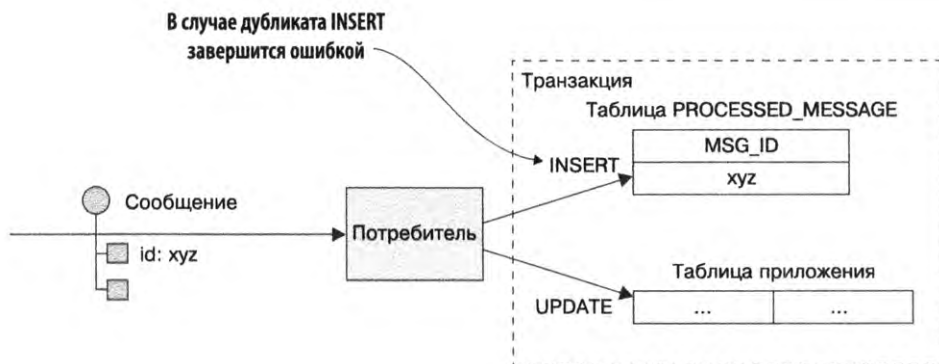 В случае дубликата INSERT
завершится ошибкой
Транзакция
Таблица PROCESSED_MESSAGE
MSG_ID
INSERT
xyz
Сообщение
Потребитель
id: xyz
Таблица приложения
UPDATE
...
...